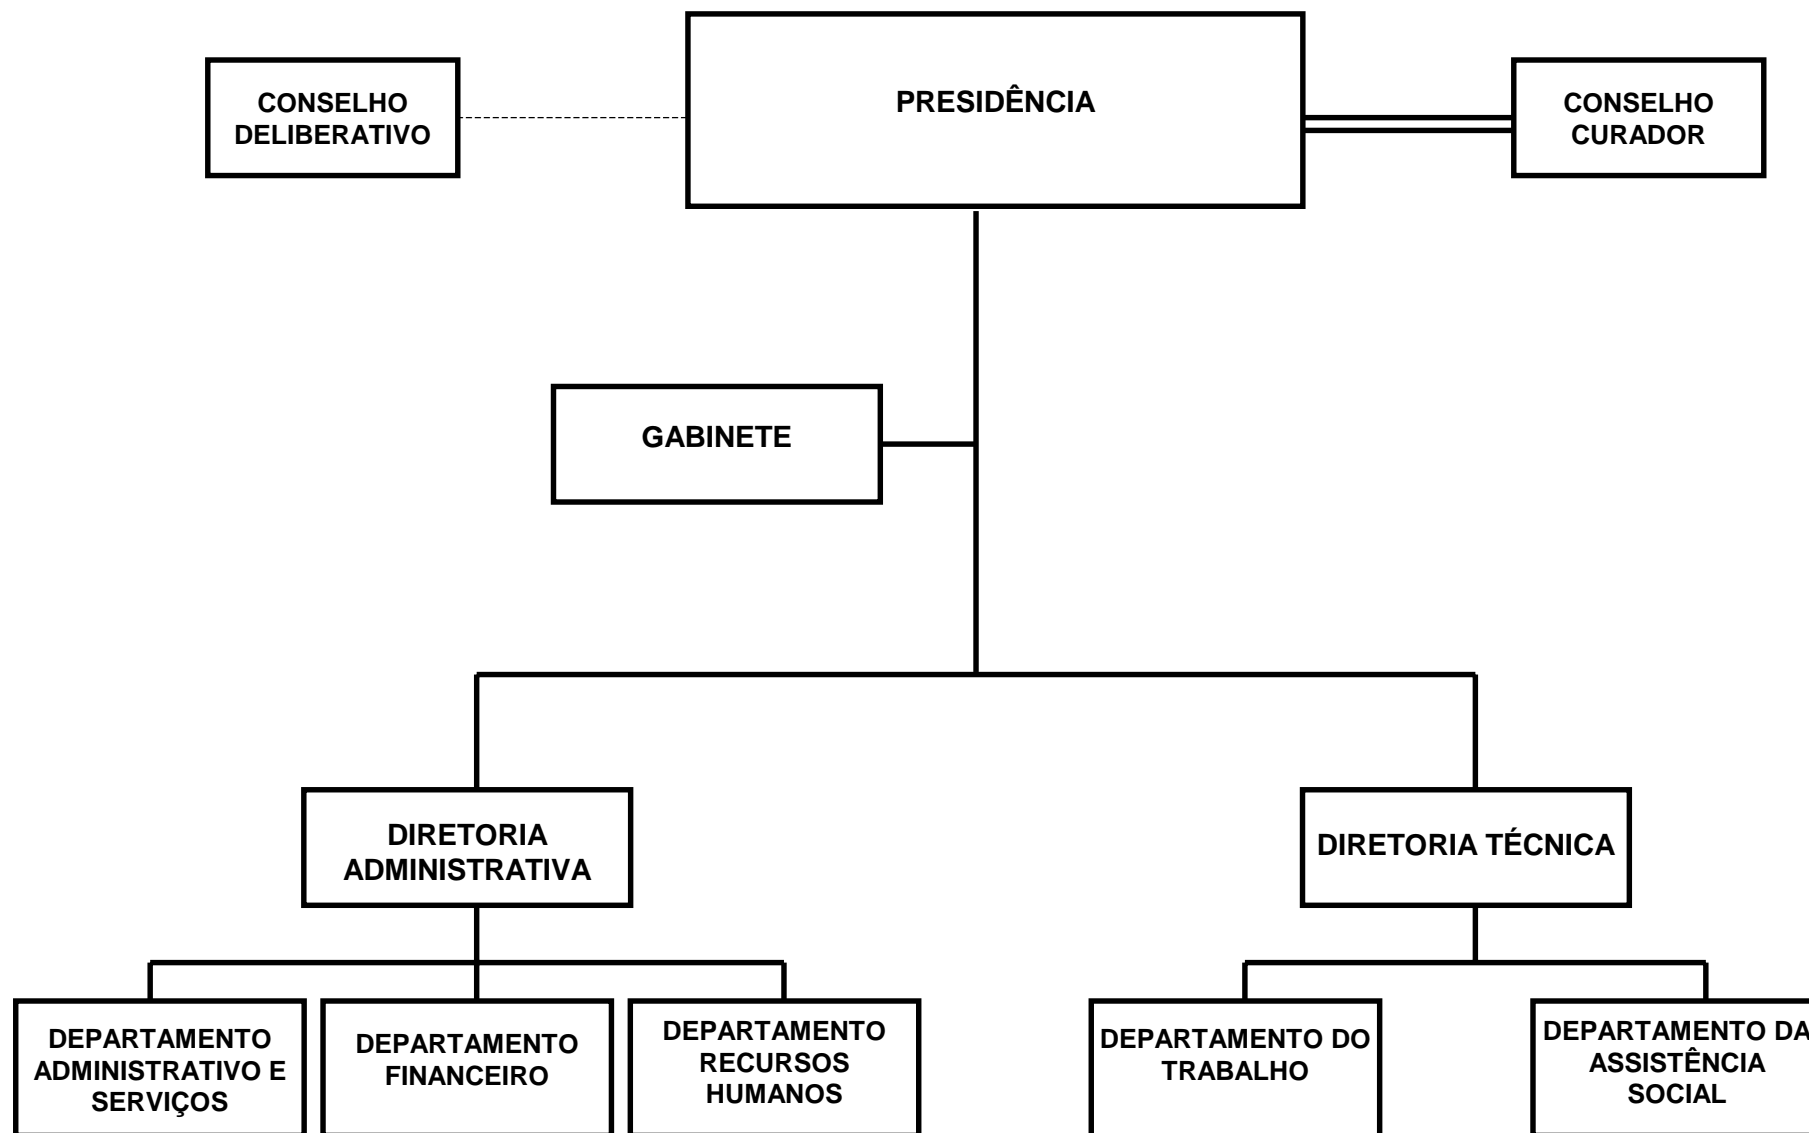 CONSELHO
DELIBERATIVO
PRESIDÊNCIA
CONSELHO
CURADOR
GABINETE
DIRETORIA
ADMINISTRATIVA
DIRETORIA TÉCNICA
DEPARTAMENTO
ADMINISTRATIVO E
SERVIÇOS
DEPARTAMENTO
FINANCEIRO
DEPARTAMENTO
RECURSOS
HUMANOS
DEPARTAMENTO DO
TRABALHO
DEPARTAMENTO DA
ASSISTÊNCIA
SOCIAL